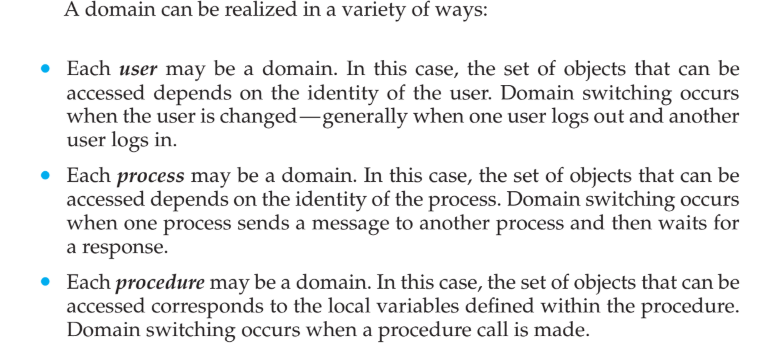 A domain can be realized in a variety of ways:
• Each user may be a domain. In this case, the set of objects that can be
accessed depends on the identity of the user. Domain switching occurs
when the user is changed—generally when one user logs out and another
user logs in.
• Each process may be a domain. In this case, the set of objects that can be
accessed depends on the identity of the process. Domain switching occurs
when one process sends a message to another process and then waits for
a response.
• Each procedure may be a domain. In this case, the set of objects that can be
accessed corresponds to the local variables defined within the procedure.
Domain switching occurs when a procedure call is made.